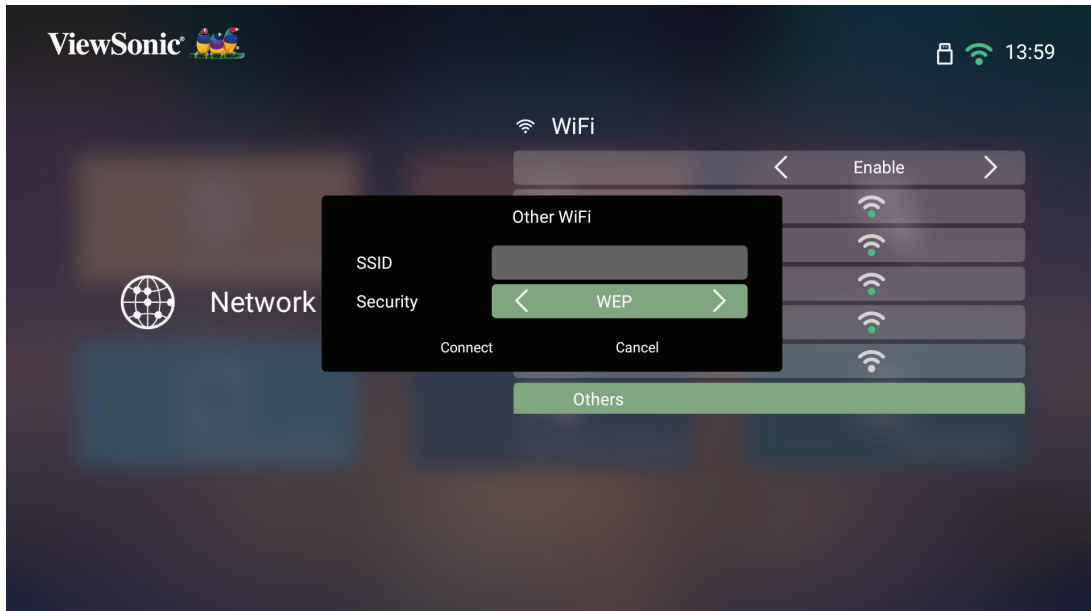 ViewSonic®
13:59
WiFi
Enable
Other WiFi
SSID
Network
Security
WEP
Connect
Cancel
Others